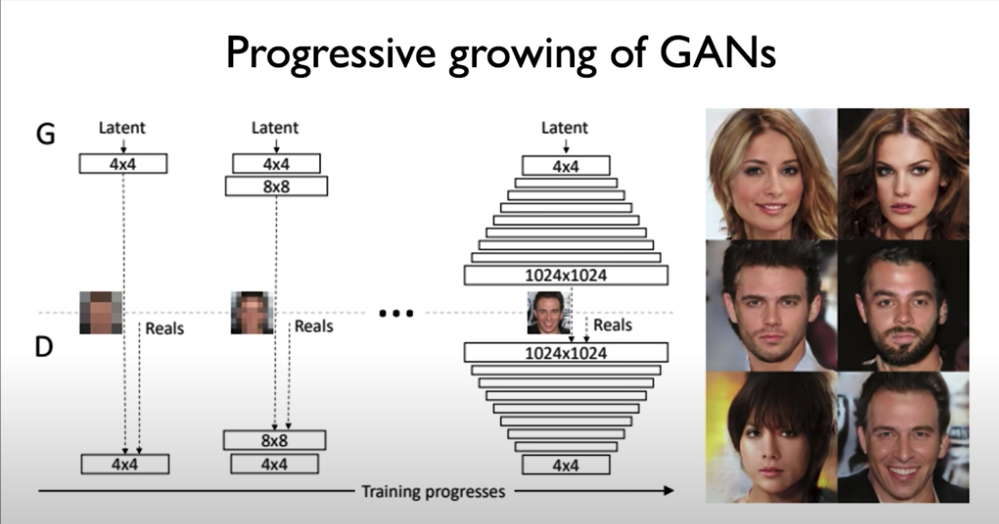 Progressive growing of GANs
G
Latent
Latent
Latent
4x4
4x4
4x4
8x8
1024x1024
...
Reals
Reals
Reals
D
1024x1024
8x8
4x4
4x4
4x4
Training progresses